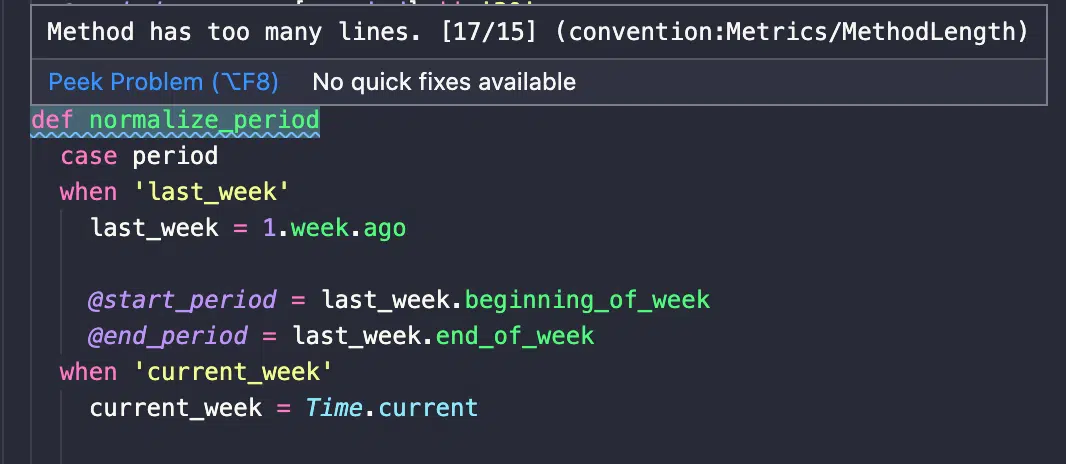 Method has too many lines. [17/15] (convention:Metrics/MethodLength)
Peek Problem (⌥F8) No quick fixes available
def normalize_period
case period
when 'last_week'
last_week = 1.week.ago
@start_period = last_week.beginning_of_week
@end_period = last_week.end_of_week
when 'current_week'
current_week = Time.current